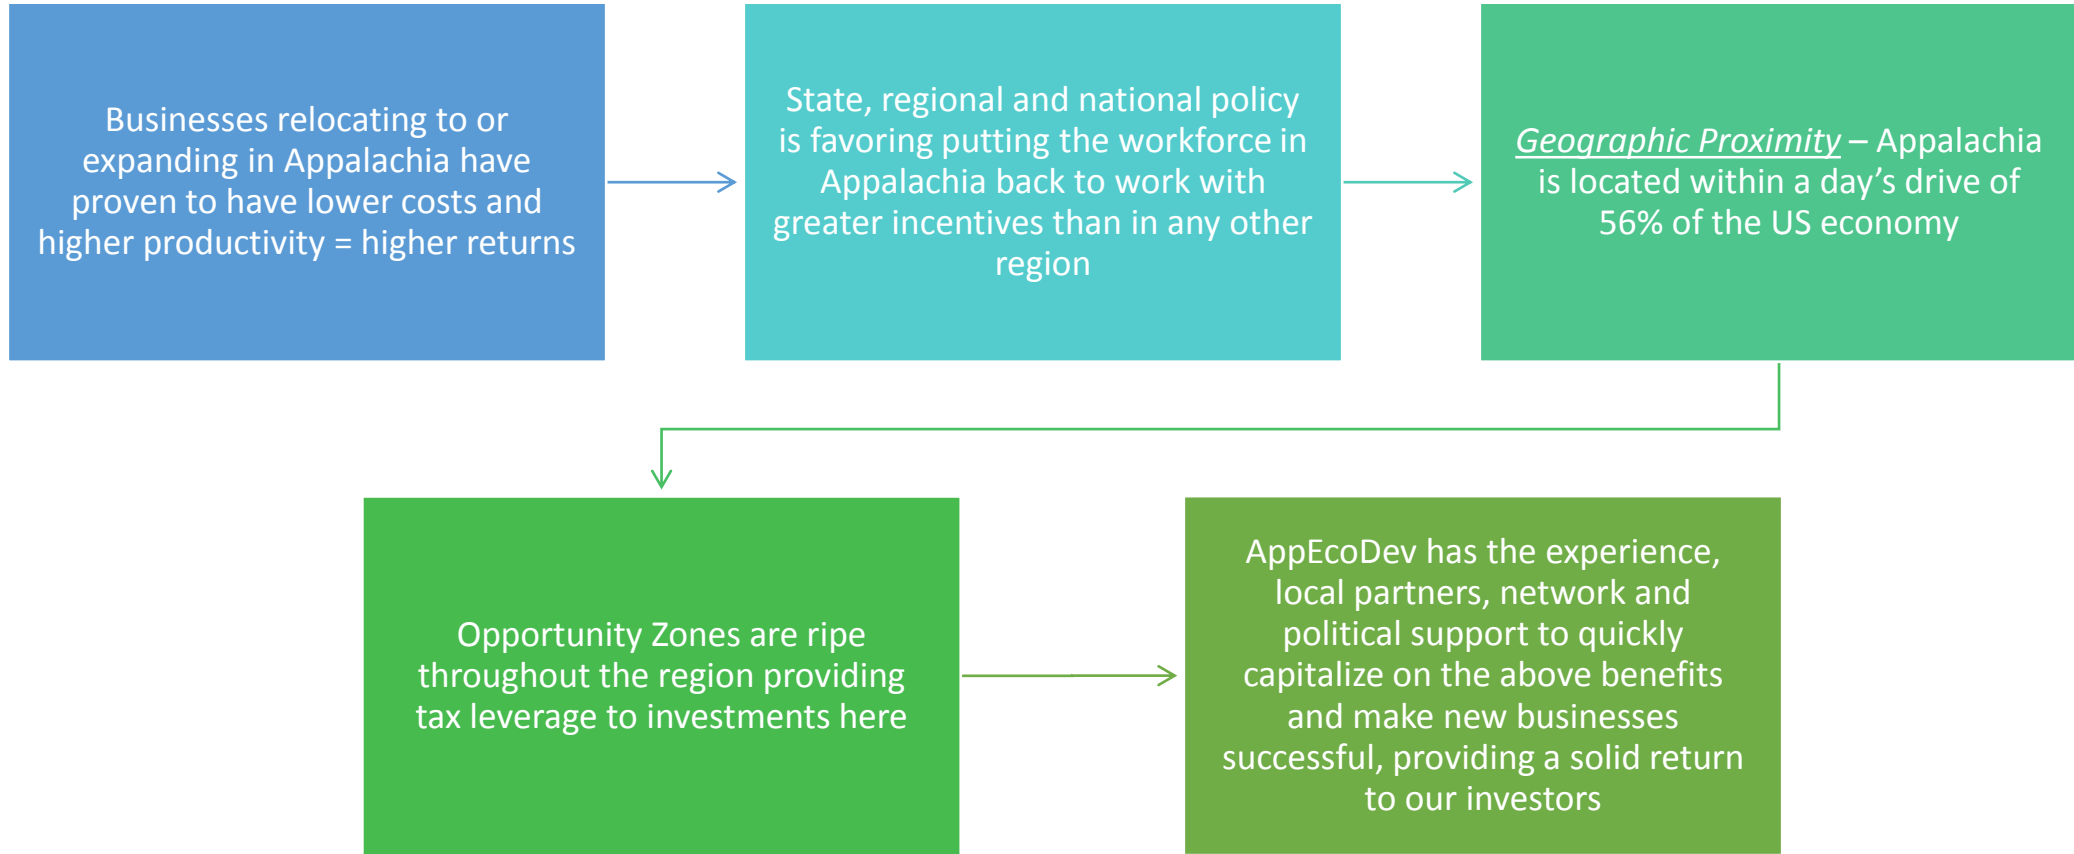 Businesses relocating to or
expanding in Appalachia have
proven to have lower costs and
higher productivity = higher returns
State, regional and national policy
is favoring putting the workforce in
Appalachia back to work with
greater incentives than in any other
region
Geographic Proximity – Appalachia
is located within a day’s drive of
56% of the US economy
Opportunity Zones are ripe
throughout the region providing
tax leverage to investments here
AppEcoDev has the experience,
local partners, network and
political support to quickly
capitalize on the above benefits
and make new businesses
successful, providing a solid return
to our investors